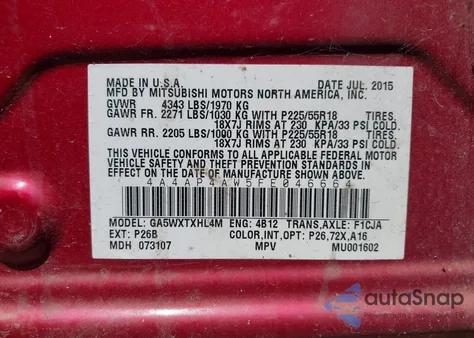 MADE IN U.S.A. DATE JUL. 2015
MFD BY MITSUBISHI MOTORS NORTH AMERICA, INC.
GVWR 4343 LBS/1970 KG
GAWR FR. 2271 LBS/1030 KG WITH P225/55R18 TIRES
18X7J RIMS AT 230 KPA/33 PSI COLD.
GAWR RR. 2205 LBS/1000 KG WITH P225/55R18 TIRES
18X7J RIMS AT 230 KPA/33 PSI COLD.
THIS VEHICLE CONFORMS TO ALL APPLICABLE FEDERAL MOTOR
VEHICLE SAFETY AND THEFT PREVENTION STANDARDS IN
EFFECT ON THE DATE OF MANUFACTURE SHOWN ABOVE.
4A4AP4AW5FE046664
MODEL: GA5WXTXHL4M ENG: 4B12 TRANS,AXLE: F1CJA
EXT: P26B COLOR,INT,OPT: P26,72X,A16
MDH 073107 MPV MU001602
autoSnap